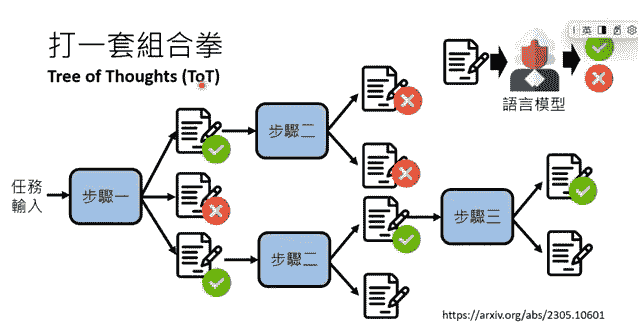 打一套組合拳
Tree of Thoughts (ToT)
英
語言模型
任務
輸入
步驟一
步驟二
步驟二
步驟三
https://arxiv.org/abs/2305.10601